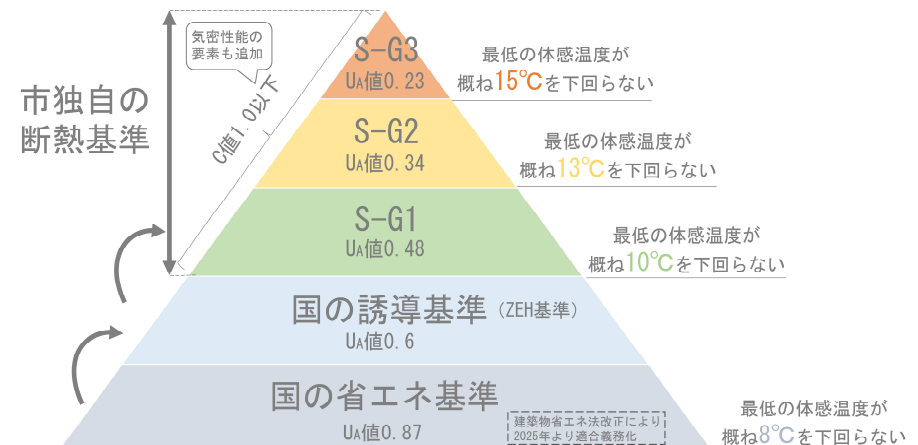 気密性能の
要素も追加
市独自の
断熱基準
C値1.0以下
S-G3
UA値0.23
最低の体感温度が
概ね15℃を下回らない
S-G2
UA値0.34
最低の体感温度が
概ね13℃を下回らない
S-G1
UA値0.48
最低の体感温度が
概ね10℃を下回らない
国の誘導基準（ZEH基準）
UA値0.6
国の省エネ基準
UA値0.87
建築物省エネ法改正により
2025年より適合義務化
最低の体感温度が
概ね8℃を下回らない